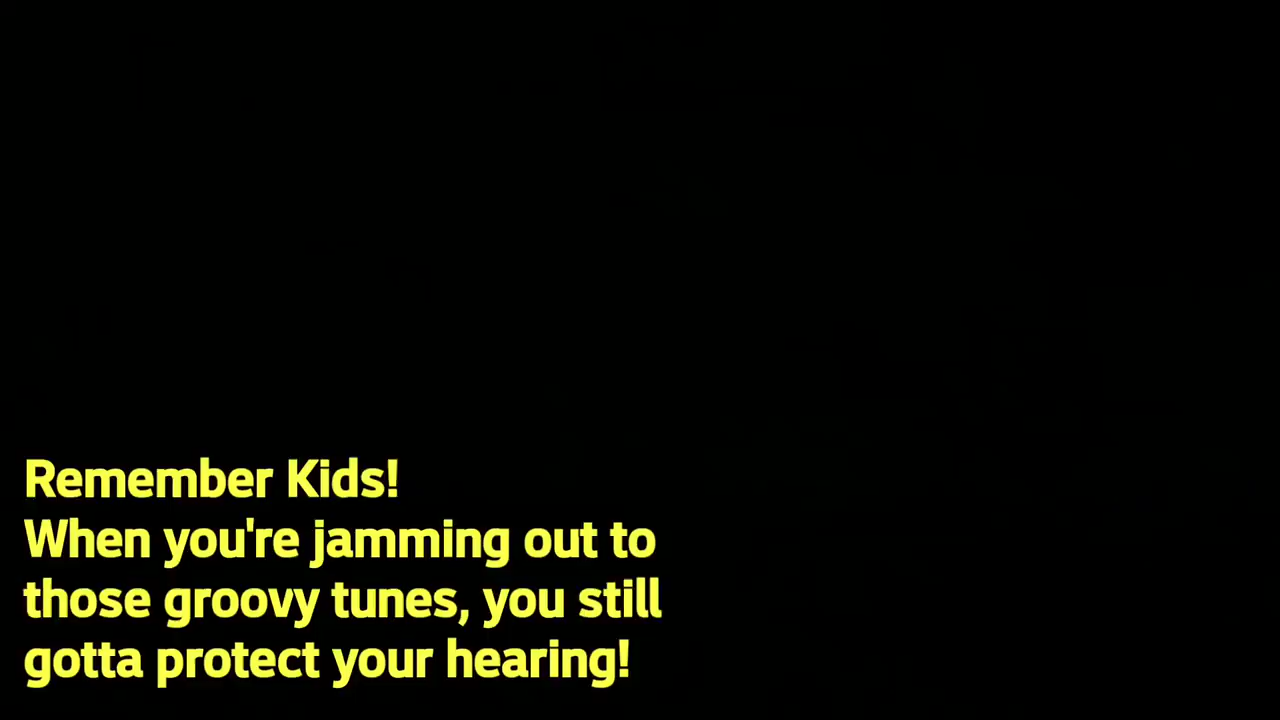 Remember Kids!
When you're jamming out to
those groovy tunes, you still
gotta protect your hearing!